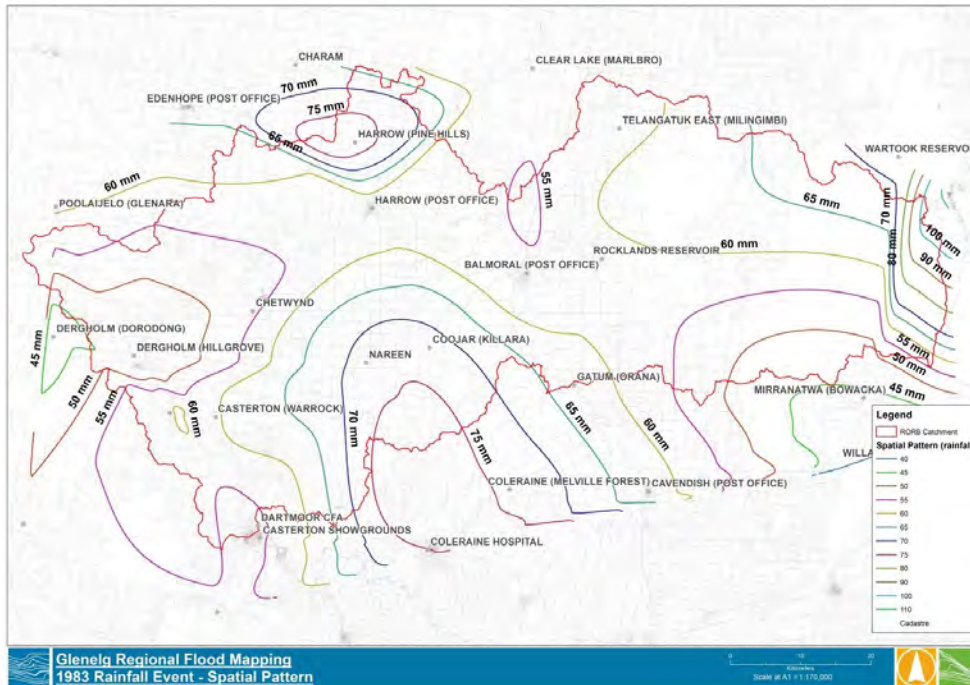 CHARAM
CLEAR LAKE (MARLBRO)
70 mm
EDENHOPE (POST OFFICE)
75 mm
TELANGATUK EAST (MILINGIMBI)
65 mm
HARROW (PINE HILLS)
WARTOOK RESERVO
60 mm
55 mm
65 mm
70 mm
POOLAIJELO (GLENARA)
HARROW (POST OFFICE)
100 mm
ROCKLANDS RESERVOIR
60 mm
80 mm
90 mm
BALMORAL (POST OFFICE)
CHETWYND
DERGHOLM (DORODONG)
45 mm
DERGHOLM (HILLGROVE)
COOJAR (KILLARA)
NAREEN
55 mm
50 mm
GATUM (ORANA)
MIRRANATWA (BOWACKA)
45 mm
50 mm
55 mm
60 mm
CASTERTON (WARROCK)
70 mm
75 mm
65 mm
60 mm
Legend
RORB Catchment
Spatial Pattern (rainfal
WILLA
40
45
50
55
60
65
70
75
80
90
100
110
Cadastre
COLERAINE (MELVILLE FOREST)
CAVENDISH (POST OFFICE)
DARTMOOR CFA
CASTERTON SHOWGROUNDS
COLERAINE HOSPITAL
Glenelg Regional Flood Mapping
1983 Rainfall Event - Spatial Pattern
0 10 20
Kilometers
Scale at A1 = 1:170,000